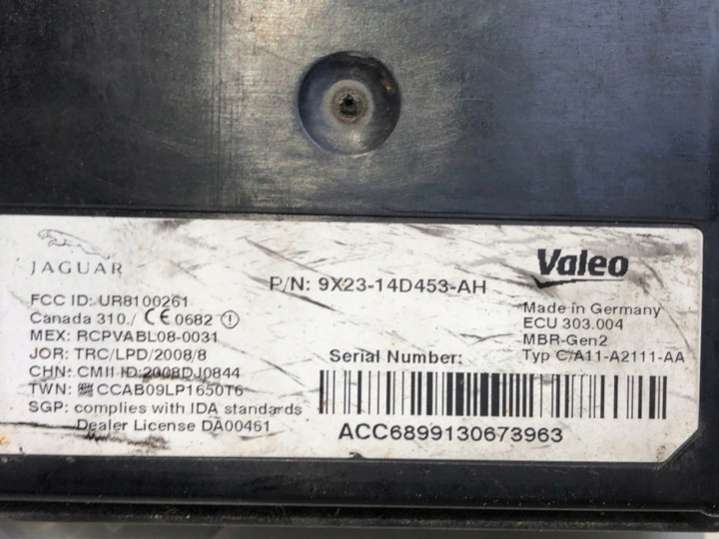 JAGUAR
FCC ID: UR8100261
Canada 310./ CE 0682
MEX: RCPVABL08-0031
JOR: TRC/LPD/2008/8
CHN: CMII ID:2008DJ0844
TWN: CCAB09LP1650T6
SGP: complies with IDA standards
Dealer License DA00461
P/N: 9X23-14D453-AH
Serial Number:
ACC6899130673963
Valeo
Made in Germany
ECU 303.004
MBR-Gen2
Typ C/A11-A2111-AA